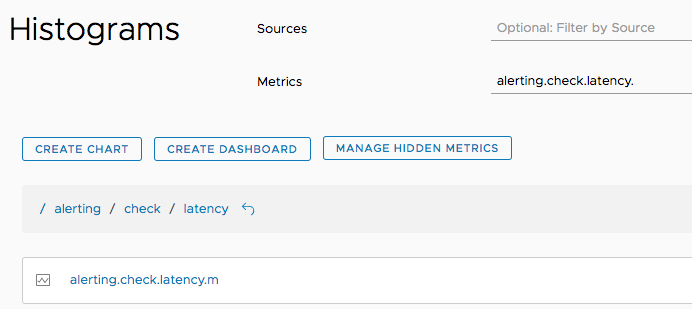 Histograms
Sources
Optional: Filter by Source
Metrics
alerting.check.latency.
CREATE CHART
CREATE DASHBOARD
MANAGE HIDDEN METRICS
/ alerting / check / latency
alerting.check.latency.m